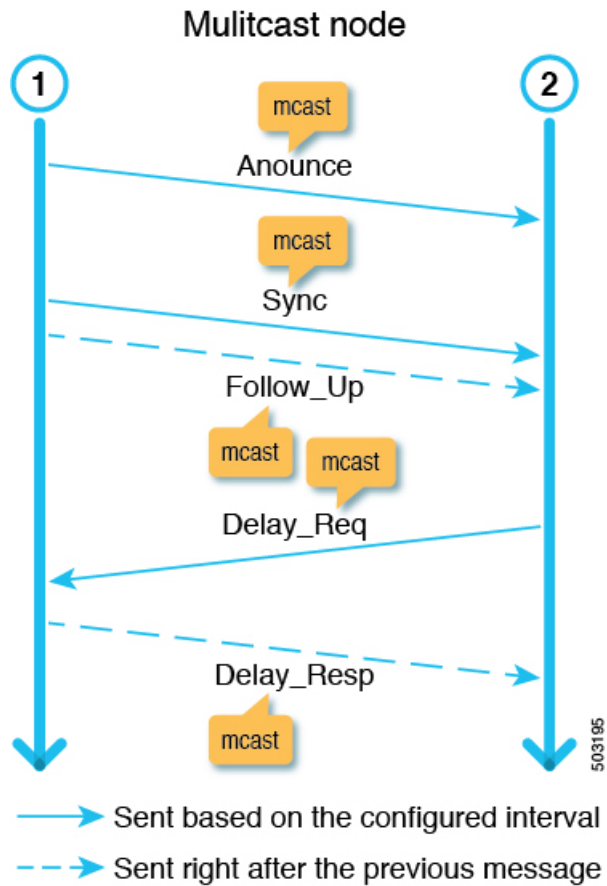 Mulitcast node
1
2
mcast
Anounce
mcast
Sync
Follow_Up
mcast
mcast
Delay_Req
Delay_Resp
mcast
503195
Sent based on the configured interval
Sent right after the previous message